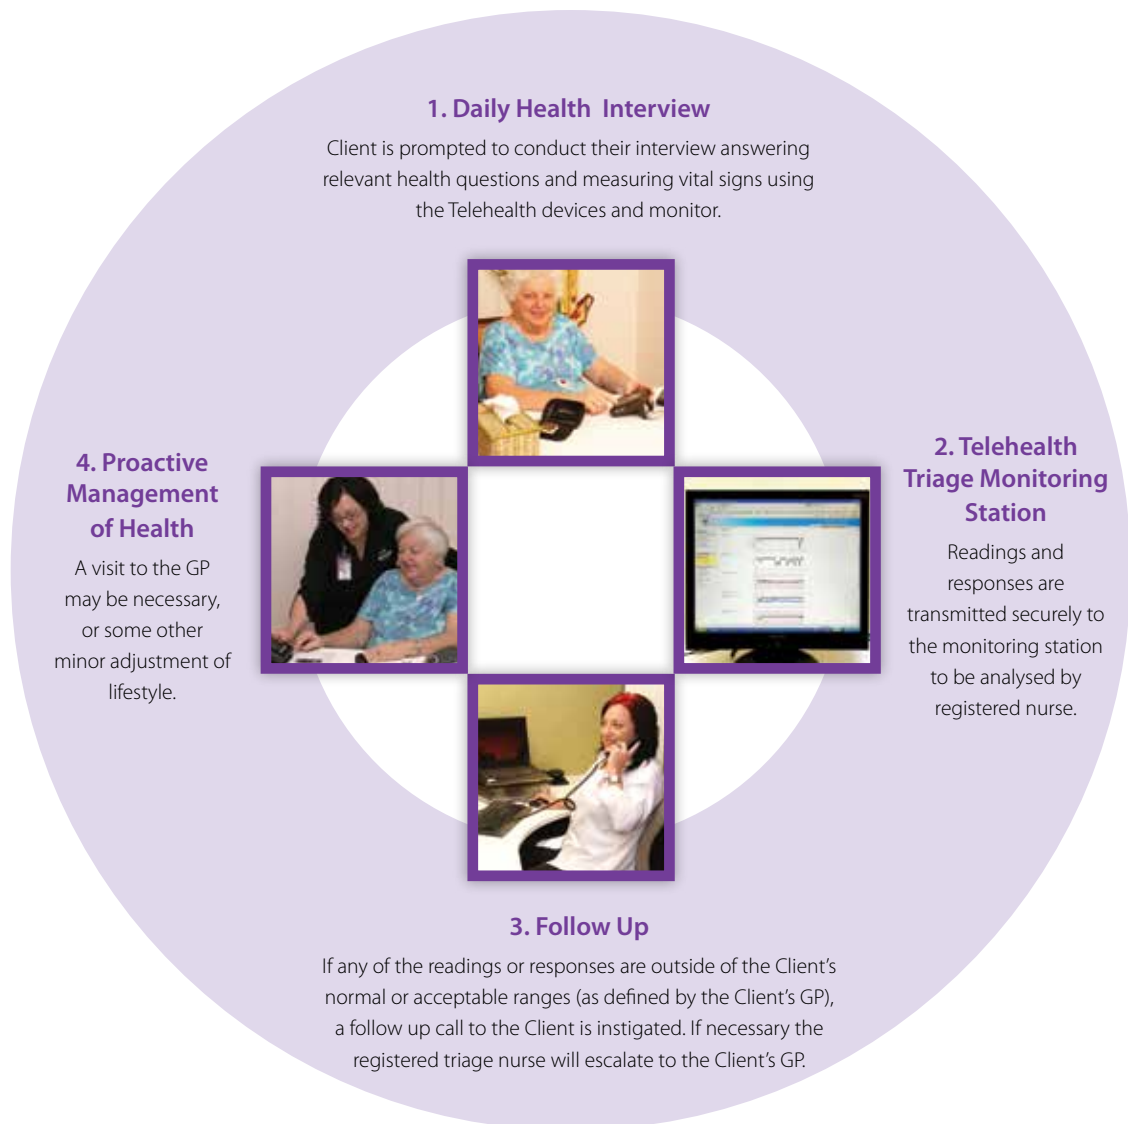 1. Daily Health Interview
Client is prompted to conduct their interview answering
relevant health questions and measuring vital signs using
the Telehealth devices and monitor.
2. Telehealth
Triage Monitoring
Station
Readings and
responses are
transmitted securely to
the monitoring station
to be analysed by
registered nurse.
3. Follow Up
If any of the readings or responses are outside of the Client’s
normal or acceptable ranges (as defined by the Client’s GP),
a follow up call to the Client is instigated. If necessary the
registered triage nurse will escalate to the Client’s GP.
4. Proactive
Management
of Health
A visit to the GP
may be necessary,
or some other
minor adjustment of
lifestyle.